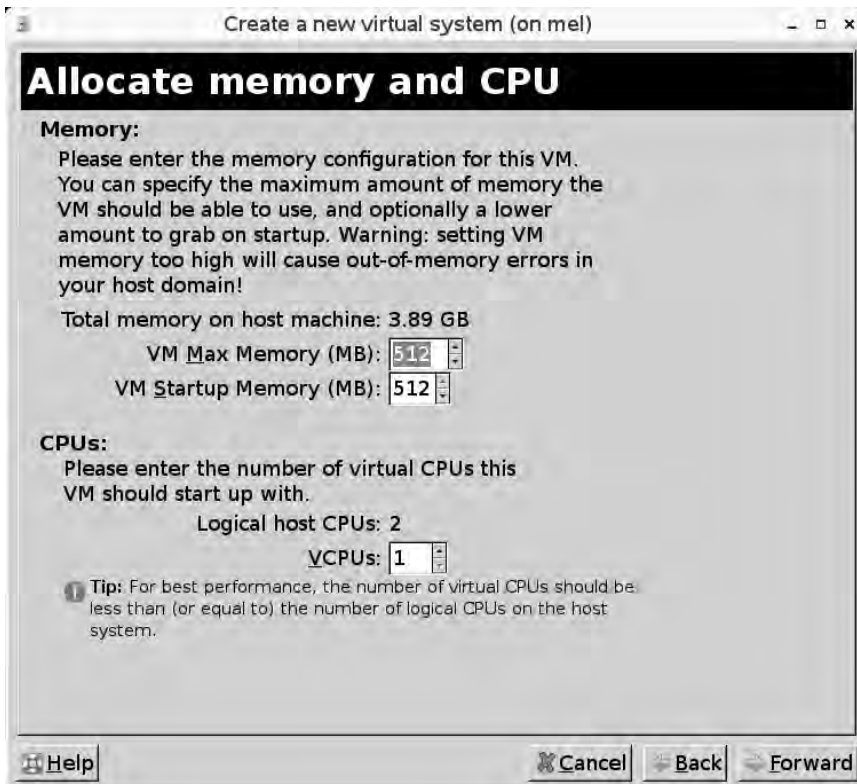 Create a new virtual system (on mel)
Allocate memory and CPU
Memory:
Please enter the memory configuration for this VM.
You can specify the maximum amount of memory the
VM should be able to use, and optionally a lower
amount to grab on startup. Warning: setting VM
memory too high will cause out-of-memory errors in
your host domain!
Total memory on host machine: 3.89 GB
VM Max Memory (MB): 512
VM Startup Memory (MB): 512
CPUs:
Please enter the number of virtual CPUs this
VM should start up with.
Logical host CPUs: 2
VCPUs: 1
Tip: For best performance, the number of virtual CPUs should be
less than (or equal to) the number of logical CPUs on the host
system.
Help Cancel Back Forward